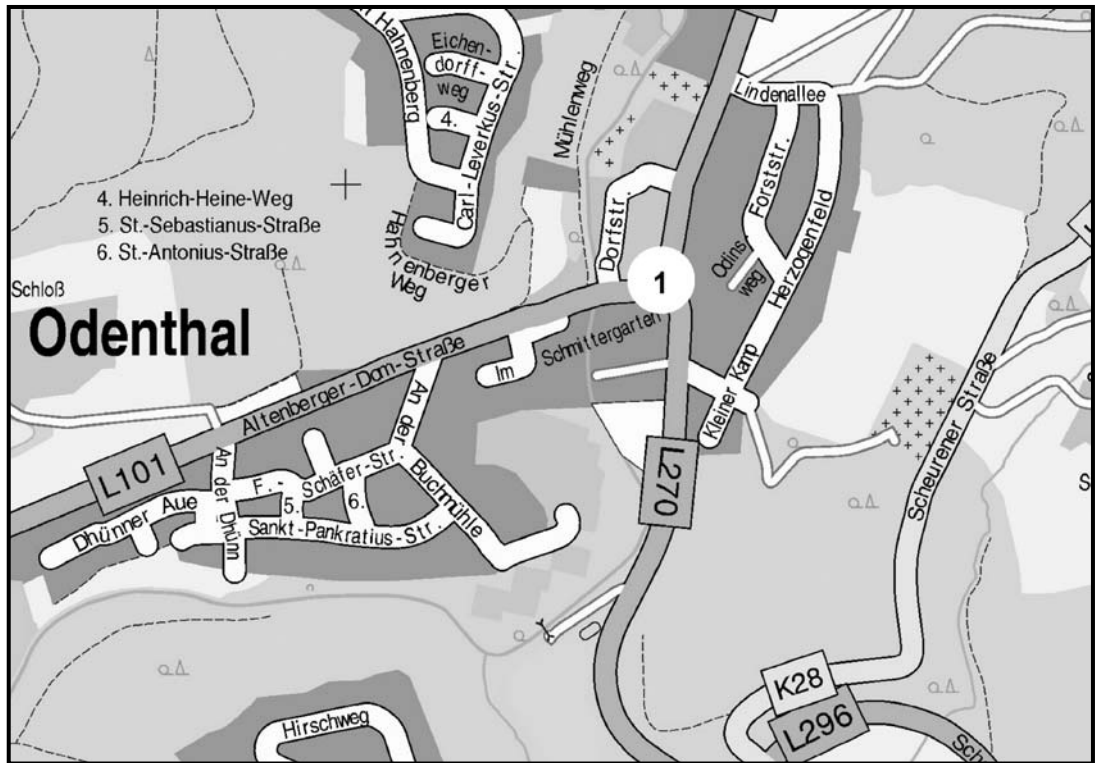 Hahnenberg
Eichen-
dorff-
weg
4.
Carl-Leverkus-Str.
Mühlenweg
Lindenallee
Forststr.
Herzogenfeld
Dorfstr.
Odins
weg
4. Heinrich-Heine-Weg
5. St.-Sebastianus-Straße
6. St.-Antonius-Straße
Hahnenberger
Weg
Schloß
Odenthal
1
Im
Schmittergarten
Altenberger-Dom-Straße
Kleiner Kamp
An der
Buchmühle
L101
L270
Scheurener Straße
An der Dhünn
F.-
Schäfer-Str.
5.
6.
Dhünner Aue
Sankt-Pankratius-Str.
Hirschweg
K28
L296
Sch